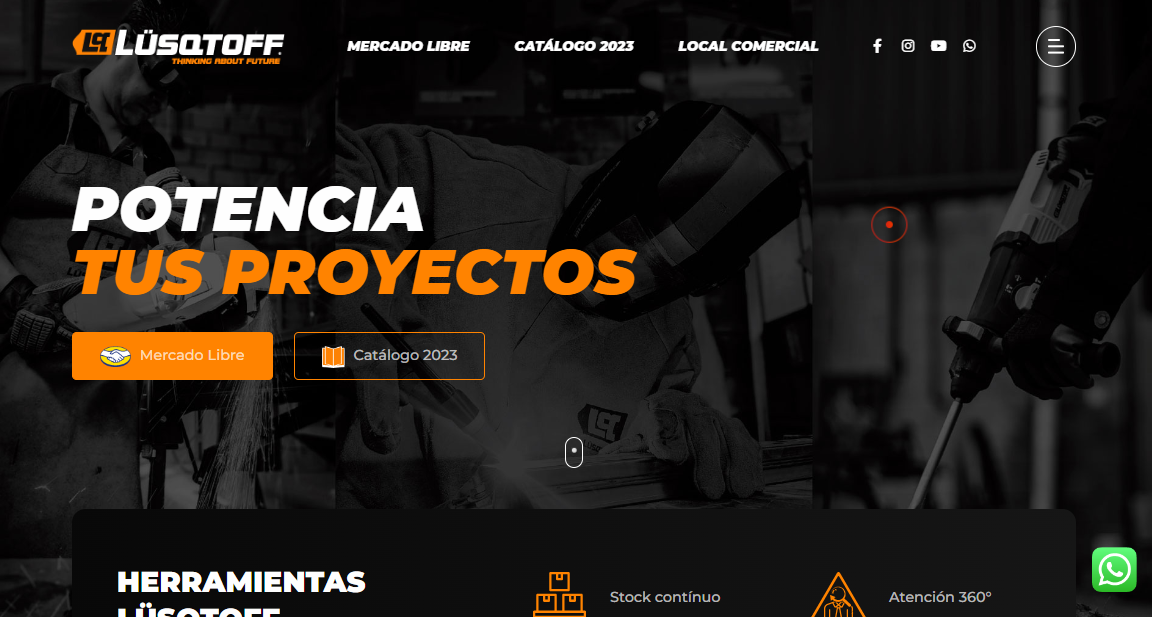 LÜSQTOFF
THINKING ABOUT FUTURE
MERCADO LIBRE
CATÁLOGO 2023
LOCAL COMERCIAL
POTENCIA
TUS PROYECTOS
Mercado Libre
Catálogo 2023
HERRAMIENTAS
LÜSQTOFF
Stock contínuo
Atención 360°